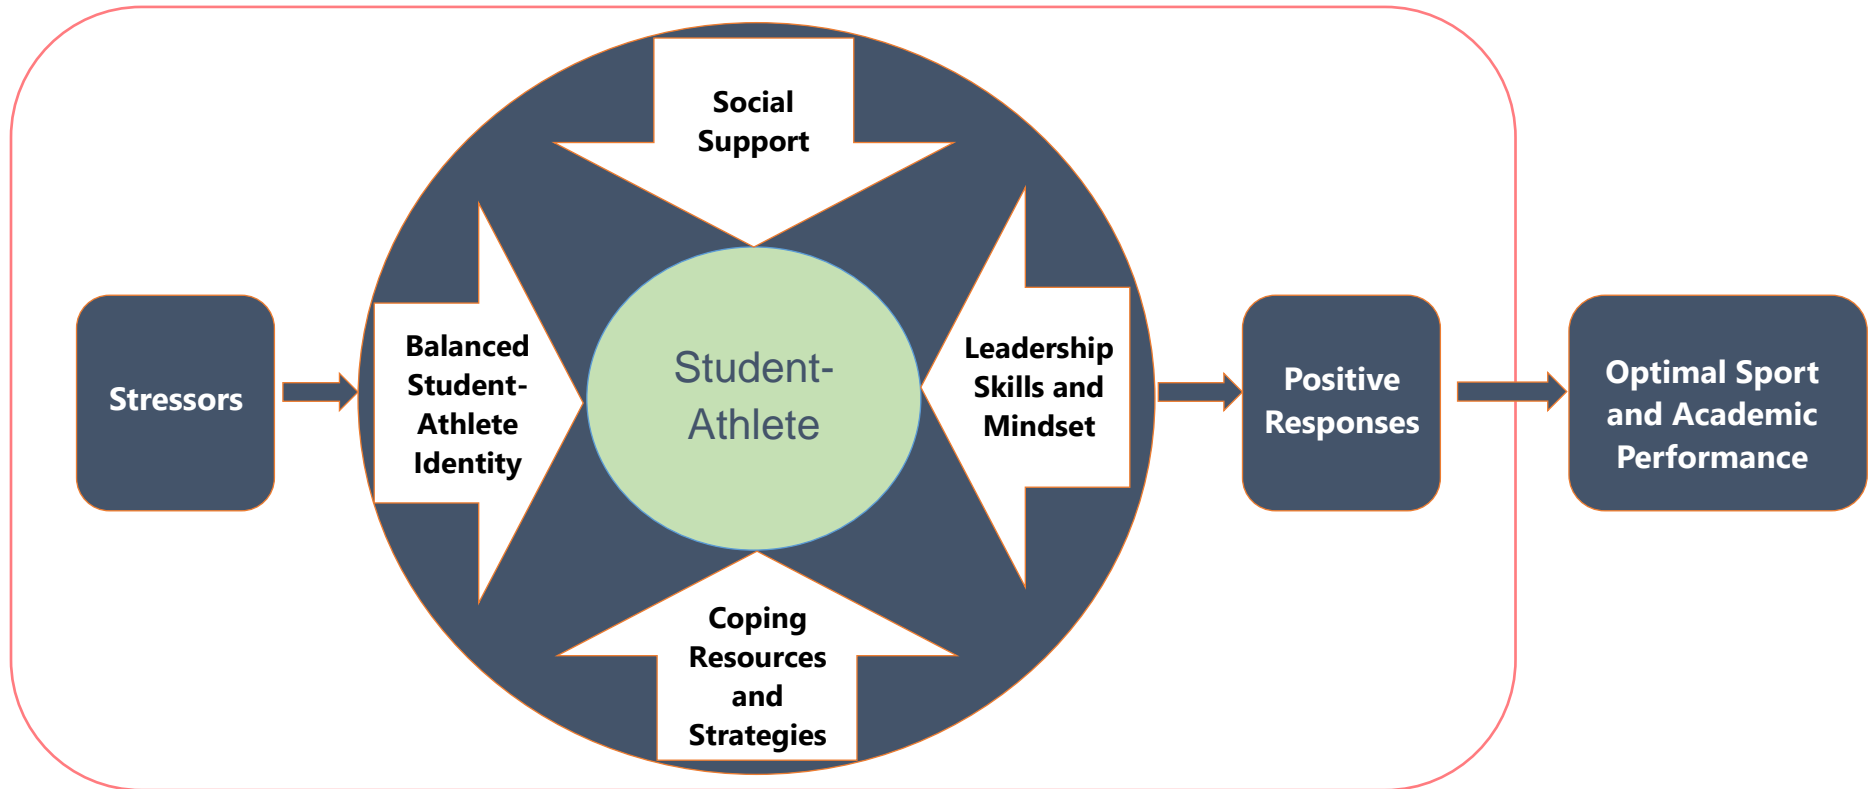 Social
Support
Stressors
Balanced
Student-
Athlete
Identity
Student-
Athlete
Leadership
Skills and
Mindset
Positive
Responses
Optimal Sport
and Academic
Performance
Coping
Resources
and
Strategies